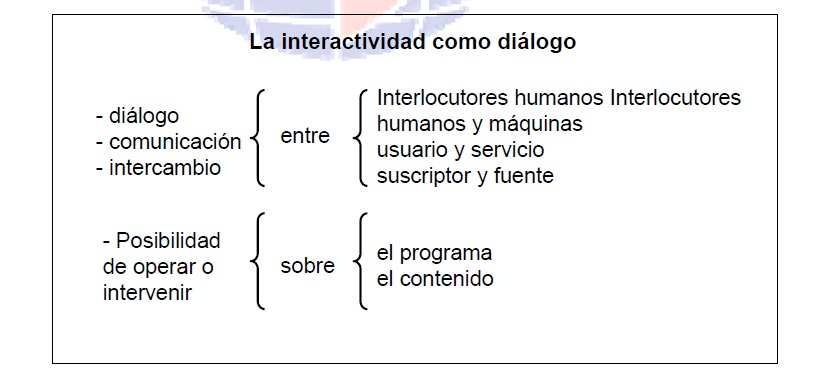 La interactividad como diálogo
- diálogo
- comunicación
- intercambio
entre
Interlocutores humanos Interlocutores
humanos y máquinas
usuario y servicio
suscriptor y fuente
- Posibilidad
de operar o
intervenir
sobre
el programa
el contenido